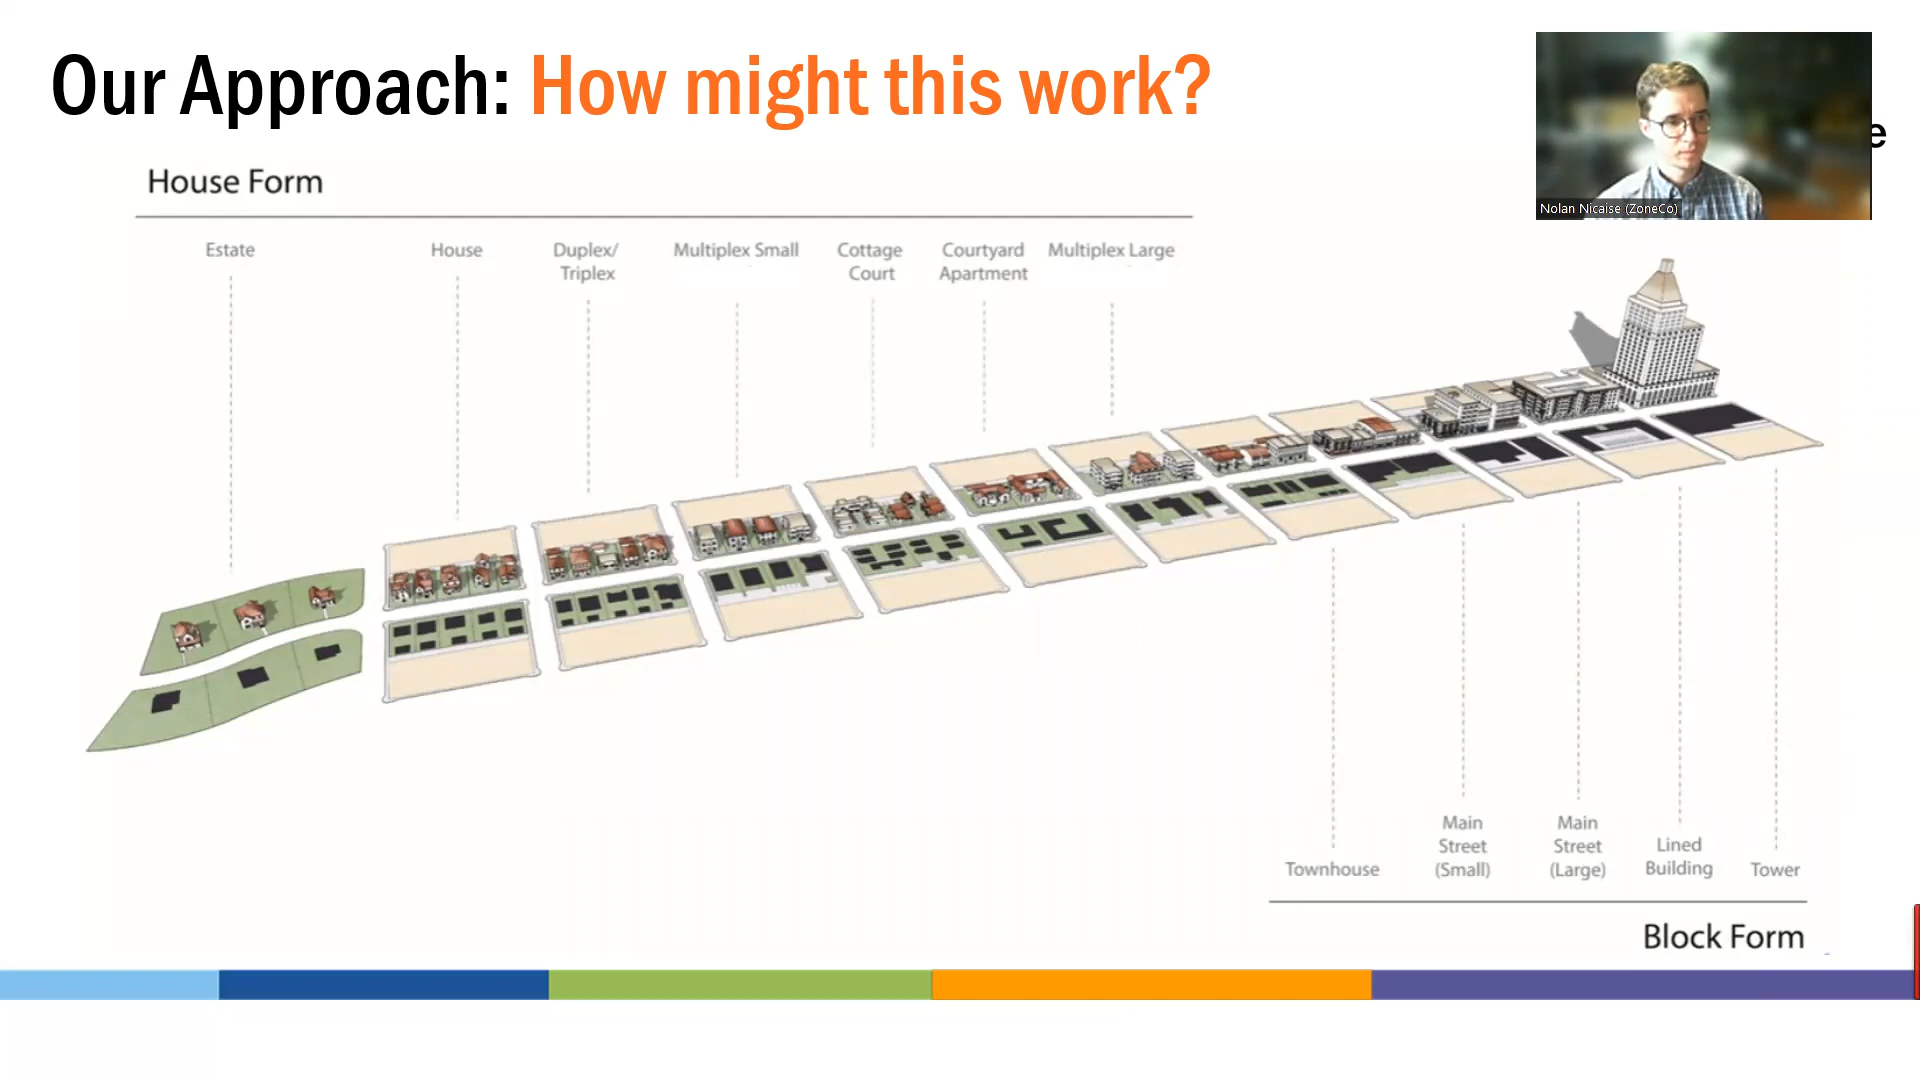 Our Approach: How might this work?
e
Nolan Nicaise (ZoneCo)
House Form
Estate
House
Duplex/
Triplex
Multiplex Small
Cottage
Court
Courtyard
Apartment
Multiplex Large
Townhouse
Main
Street
(Small)
Main
Street
(Large)
Lined
Building
Tower
Block Form